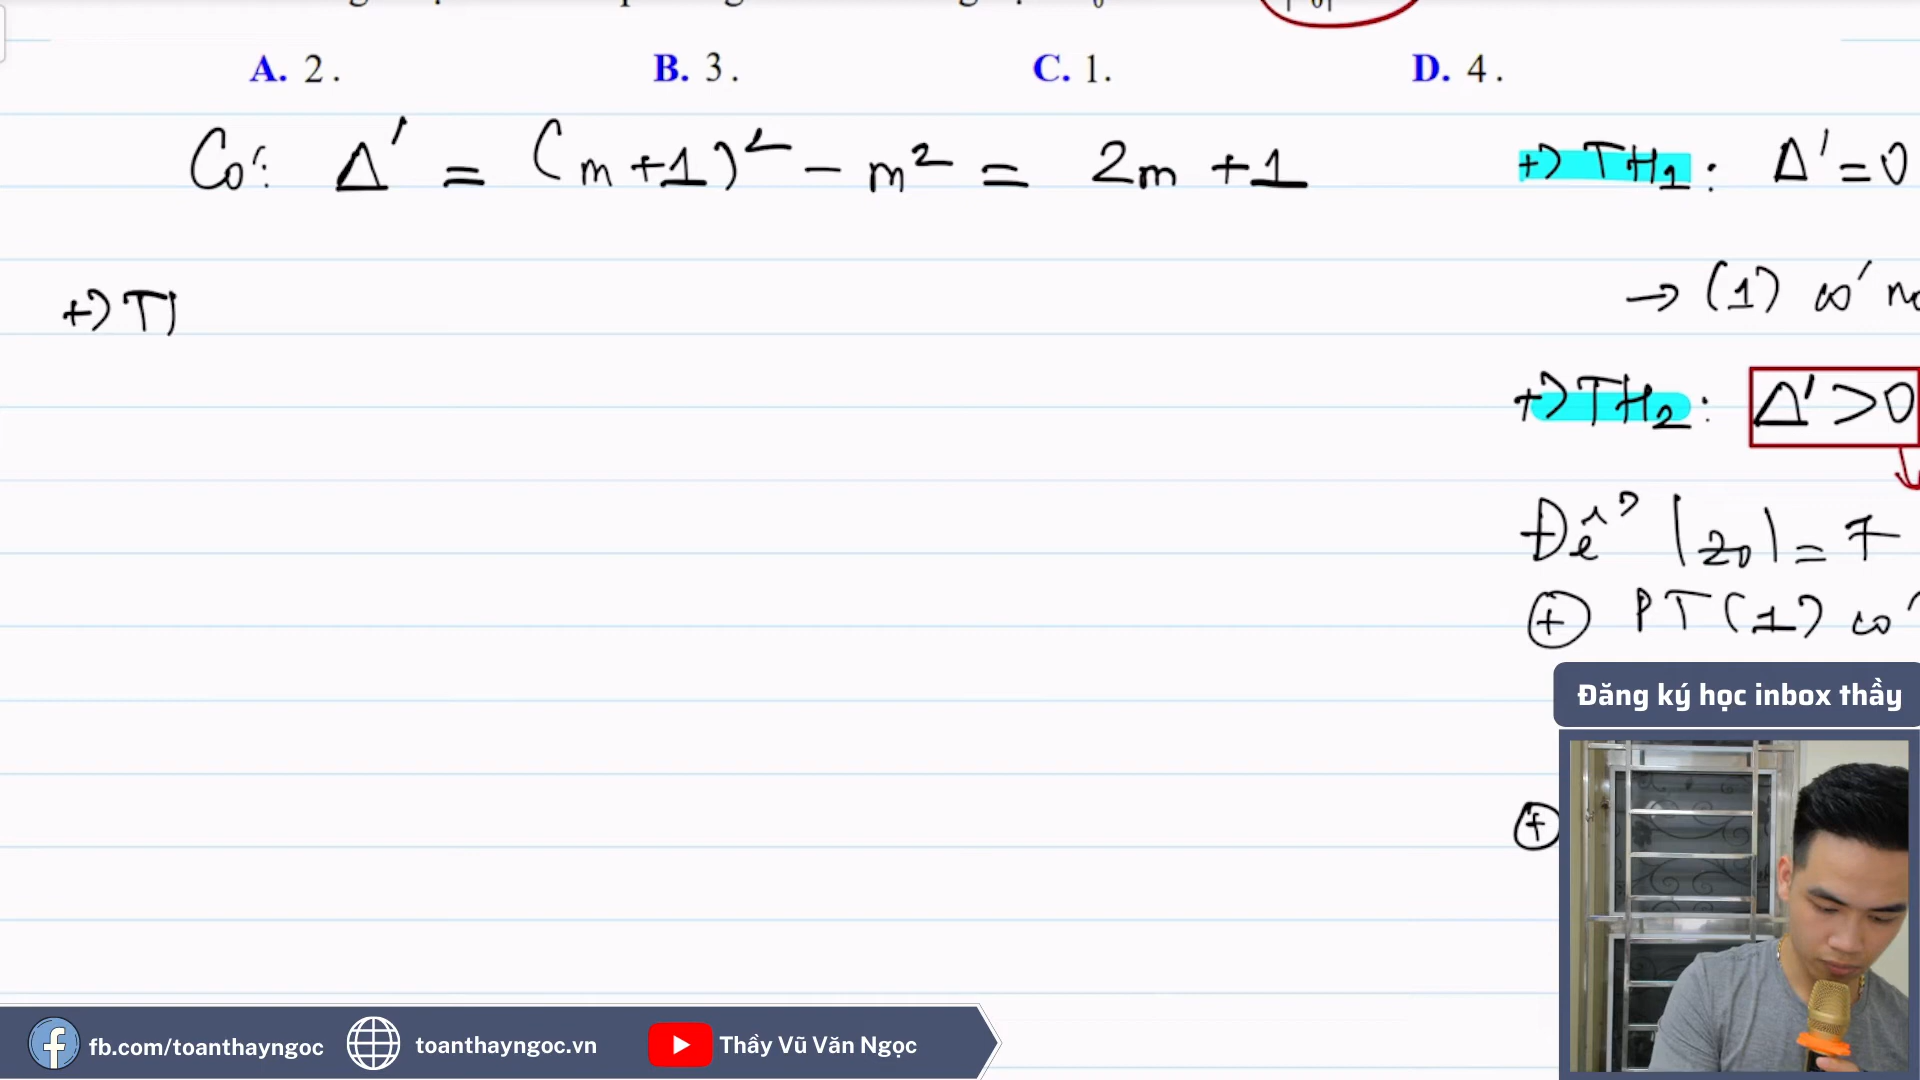 A. 2.
B. 3.
C. 1.
D. 4.
Có: Δ' = (m+1)² - m² = 2m + 1
+) TH1: Δ' = 0
→ (1) có
+) TH2: Δ' > 0
Để |z0| = 7
⊕ PT(1) có
⊕
+) T
Đăng ký học inbox thầy
fb.com/toanthayngoc
toanthayngoc.vn
Thầy Vũ Văn Ngọc